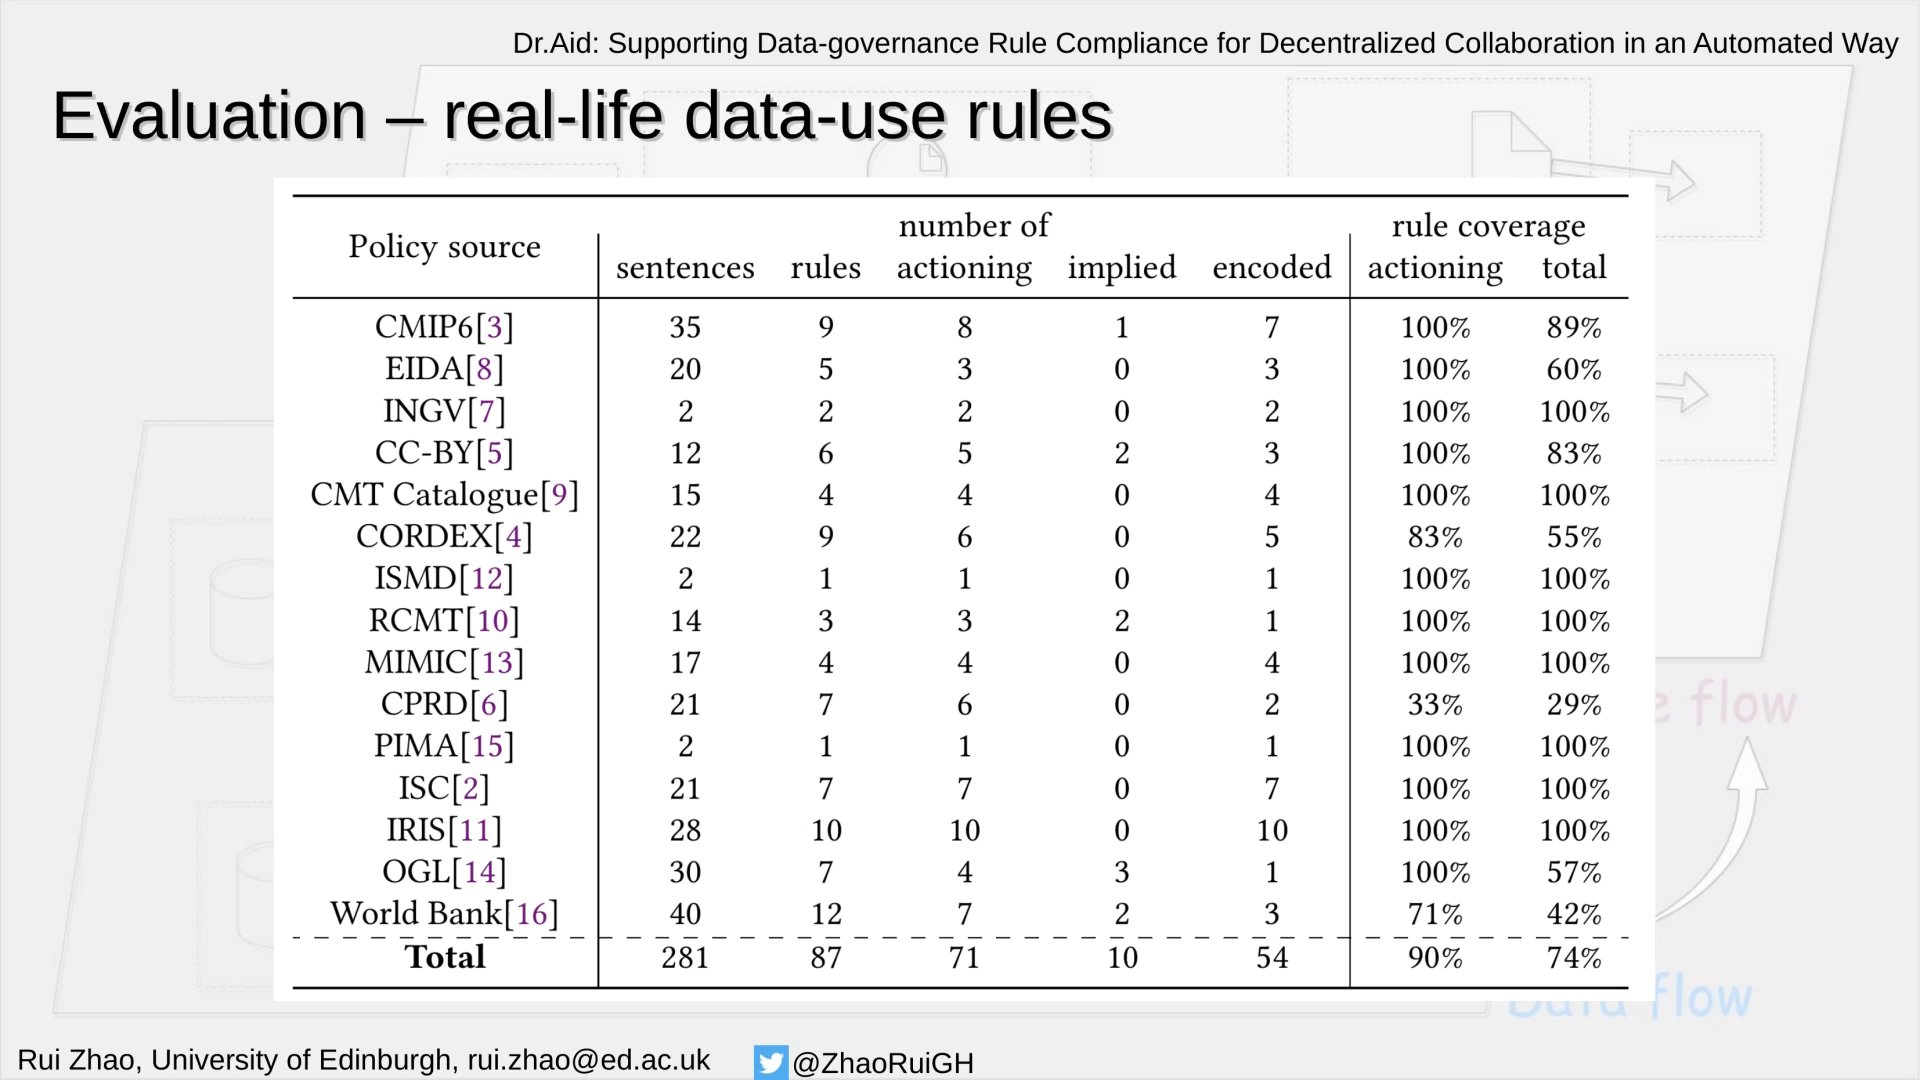 Dr.Aid: Supporting Data-governance Rule Compliance for Decentralized Collaboration in an Automated Way
Evaluation – real-life data-use rules
Policy source number of rule coverage
sentences rules actioning implied encoded actioning total
CMIP6[3] 35 9 8 1 7 100% 89%
EIDA[8] 20 5 3 0 3 100% 60%
INGV[7] 2 2 2 0 2 100% 100%
CC-BY[5] 12 6 5 2 3 100% 83%
CMT Catalogue[9] 15 4 4 0 4 100% 100%
CORDEX[4] 22 9 6 0 5 83% 55%
ISMD[12] 2 1 1 0 1 100% 100%
RCMT[10] 14 3 3 2 1 100% 100%
MIMIC[13] 17 4 4 0 4 100% 100%
CPRD[6] 21 7 6 0 2 33% 29%
PIMA[15] 2 1 1 0 1 100% 100%
ISC[2] 21 7 7 0 7 100% 100%
IRIS[11] 28 10 10 0 10 100% 100%
OGL[14] 30 7 4 3 1 100% 57%
World Bank[16] 40 12 7 2 3 71% 42%
Total 281 87 71 10 54 90% 74%
flow
flow
Rui Zhao, University of Edinburgh, rui.zhao@ed.ac.uk @ZhaoRuiGH